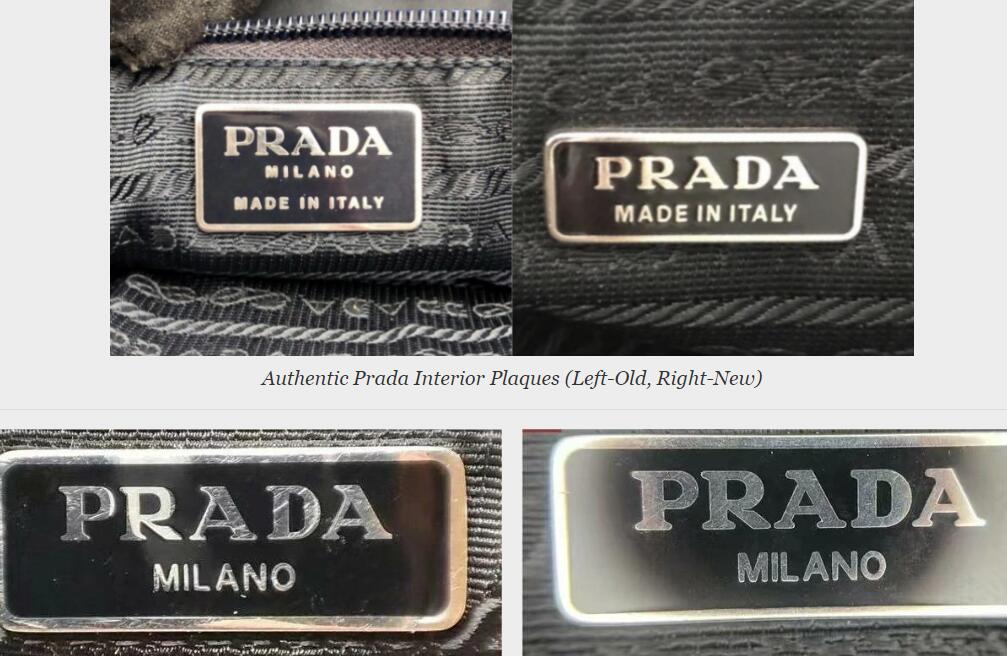 PRADA
MILANO
MADE IN ITALY
PRADA
MADE IN ITALY
Authentic Prada Interior Plaques (Left-Old, Right-New)
PRADA
MILANO
PRADA
MILANO